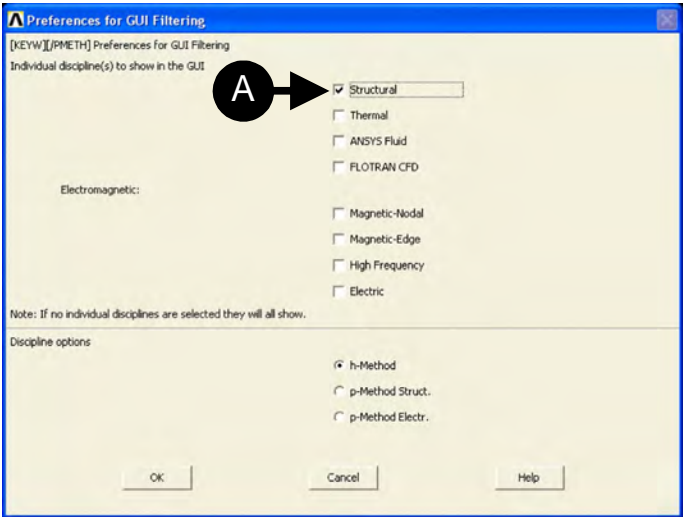 Preferences for GUI Filtering
[KEYW][/PMETH] Preferences for GUI Filtering
Individual discipline(s) to show in the GUI
A
Structural
Thermal
ANSYS Fluid
FLOTRAN CFD
Electromagnetic:
Magnetic-Nodal
Magnetic-Edge
High Frequency
Electric
Note: If no individual disciplines are selected they will all show.
Discipline options
h-Method
p-Method Struct.
p-Method Electr.
OK Cancel Help